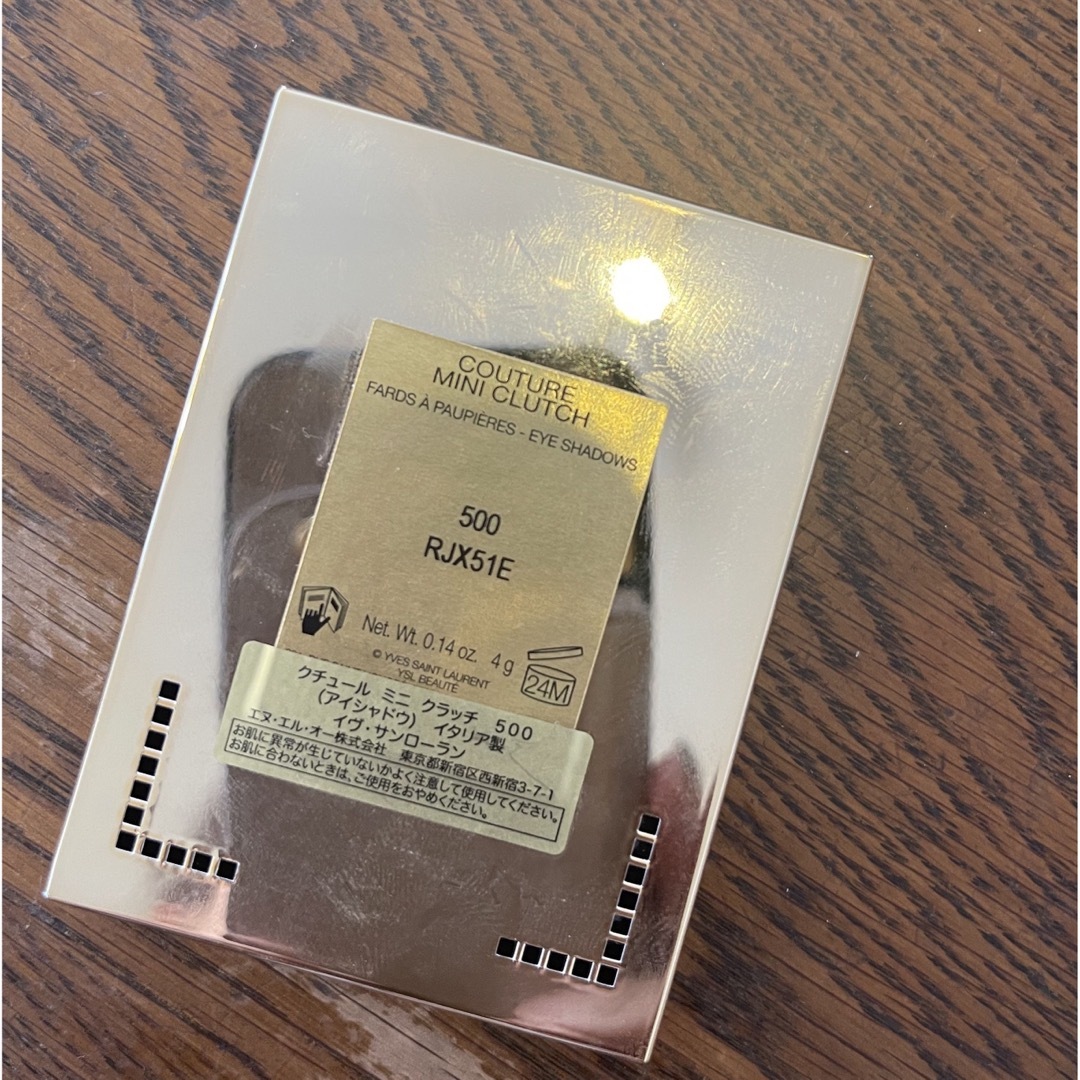 COUTURE
MINI CLUTCH
FARDS À PAUPIÈRES - EYE SHADOWS
500
RJX51E
Net. Wt. 0.14 oz. 4 g
© YVES SAINT LAURENT
YSL BEAUTÉ
24M
クチュール ミニ クラッチ 500
(アイシャドウ) イタリア製
イヴ・サンローラン
エヌ・エル・オー株式会社 東京都新宿区西新宿3-7-1
お肌に異常が生じていないかよく注意して使用してください。
お肌に合わないときは、ご使用をおやめください。